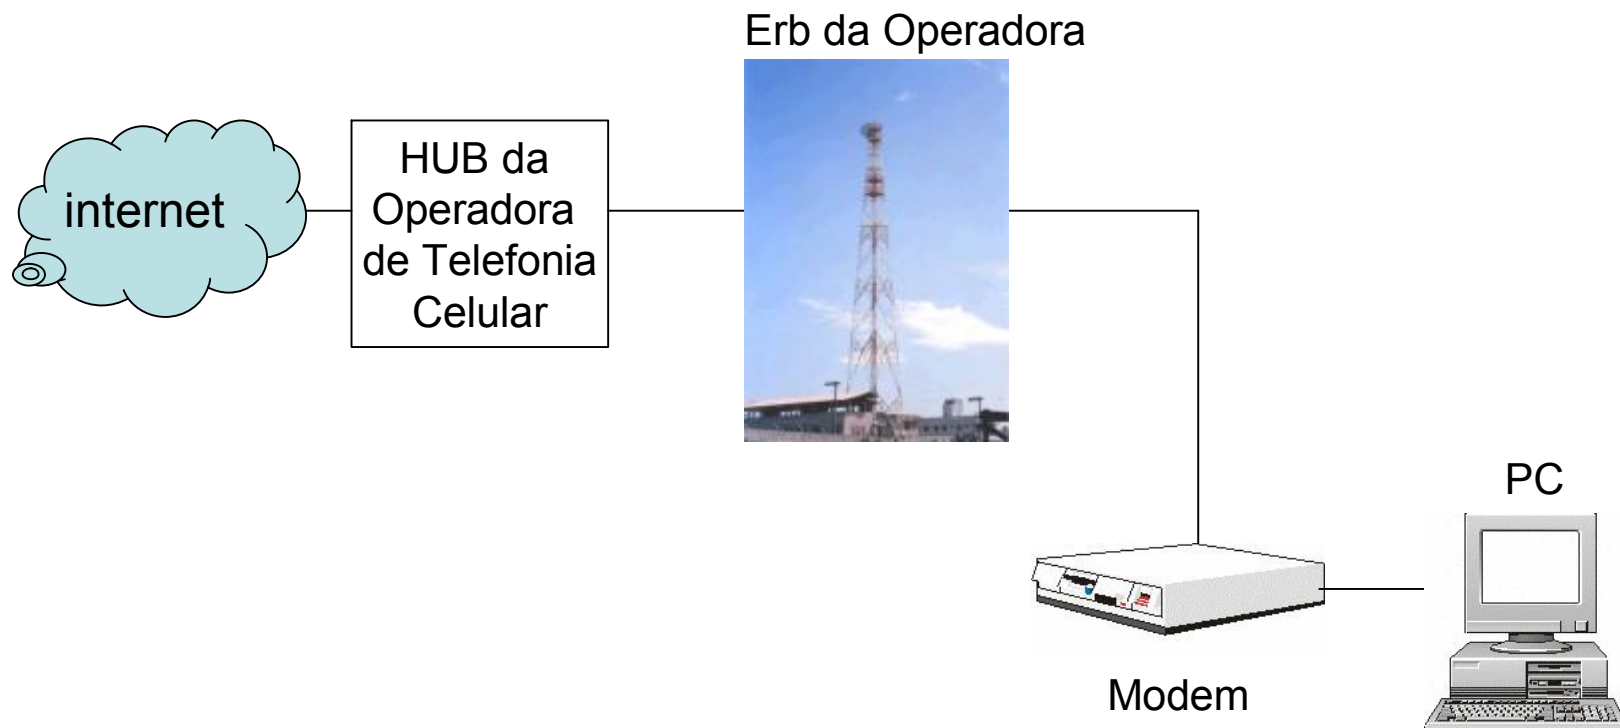 Erb da Operadora
internet
HUB da
Operadora
de Telefonia
Celular
PC
Modem